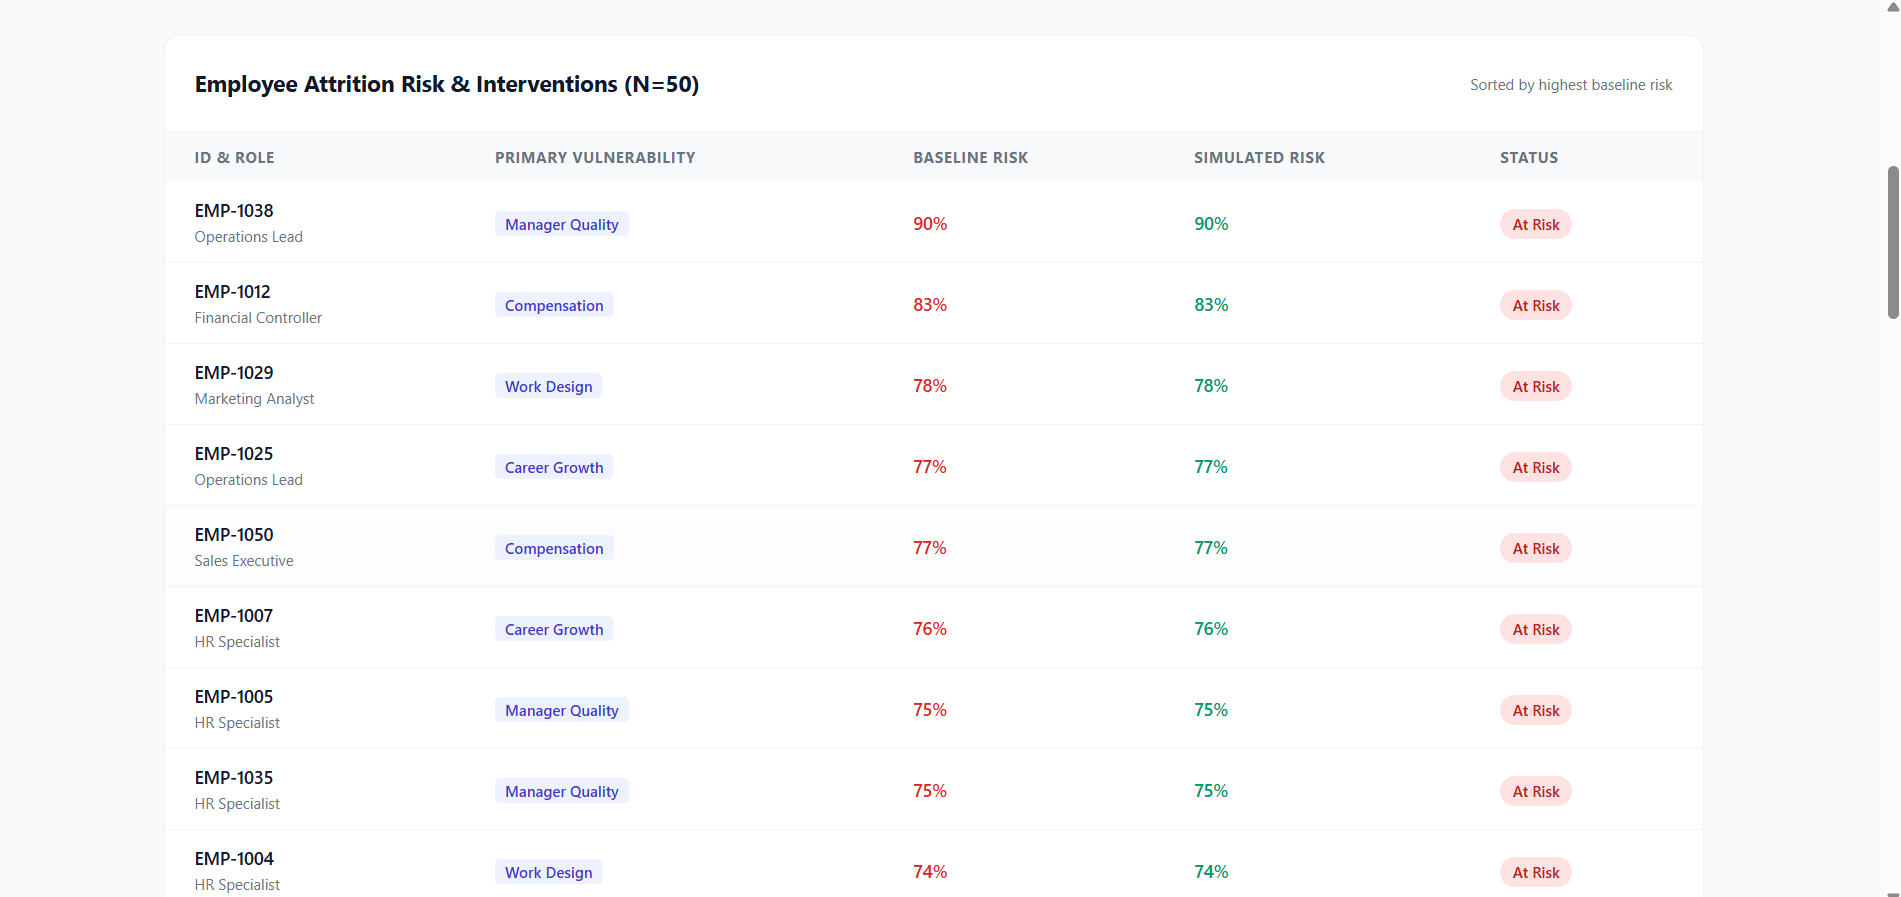 Employee Attrition Risk & Interventions (N=50)
Sorted by highest baseline risk
ID & ROLE PRIMARY VULNERABILITY BASELINE RISK SIMULATED RISK STATUS
EMP-1038
Operations Lead
Manager Quality 90% 90% At Risk
EMP-1012
Financial Controller
Compensation 83% 83% At Risk
EMP-1029
Marketing Analyst
Work Design 78% 78% At Risk
EMP-1025
Operations Lead
Career Growth 77% 77% At Risk
EMP-1050
Sales Executive
Compensation 77% 77% At Risk
EMP-1007
HR Specialist
Career Growth 76% 76% At Risk
EMP-1005
HR Specialist
Manager Quality 75% 75% At Risk
EMP-1035
HR Specialist
Manager Quality 75% 75% At Risk
EMP-1004
HR Specialist
Work Design 74% 74% At Risk